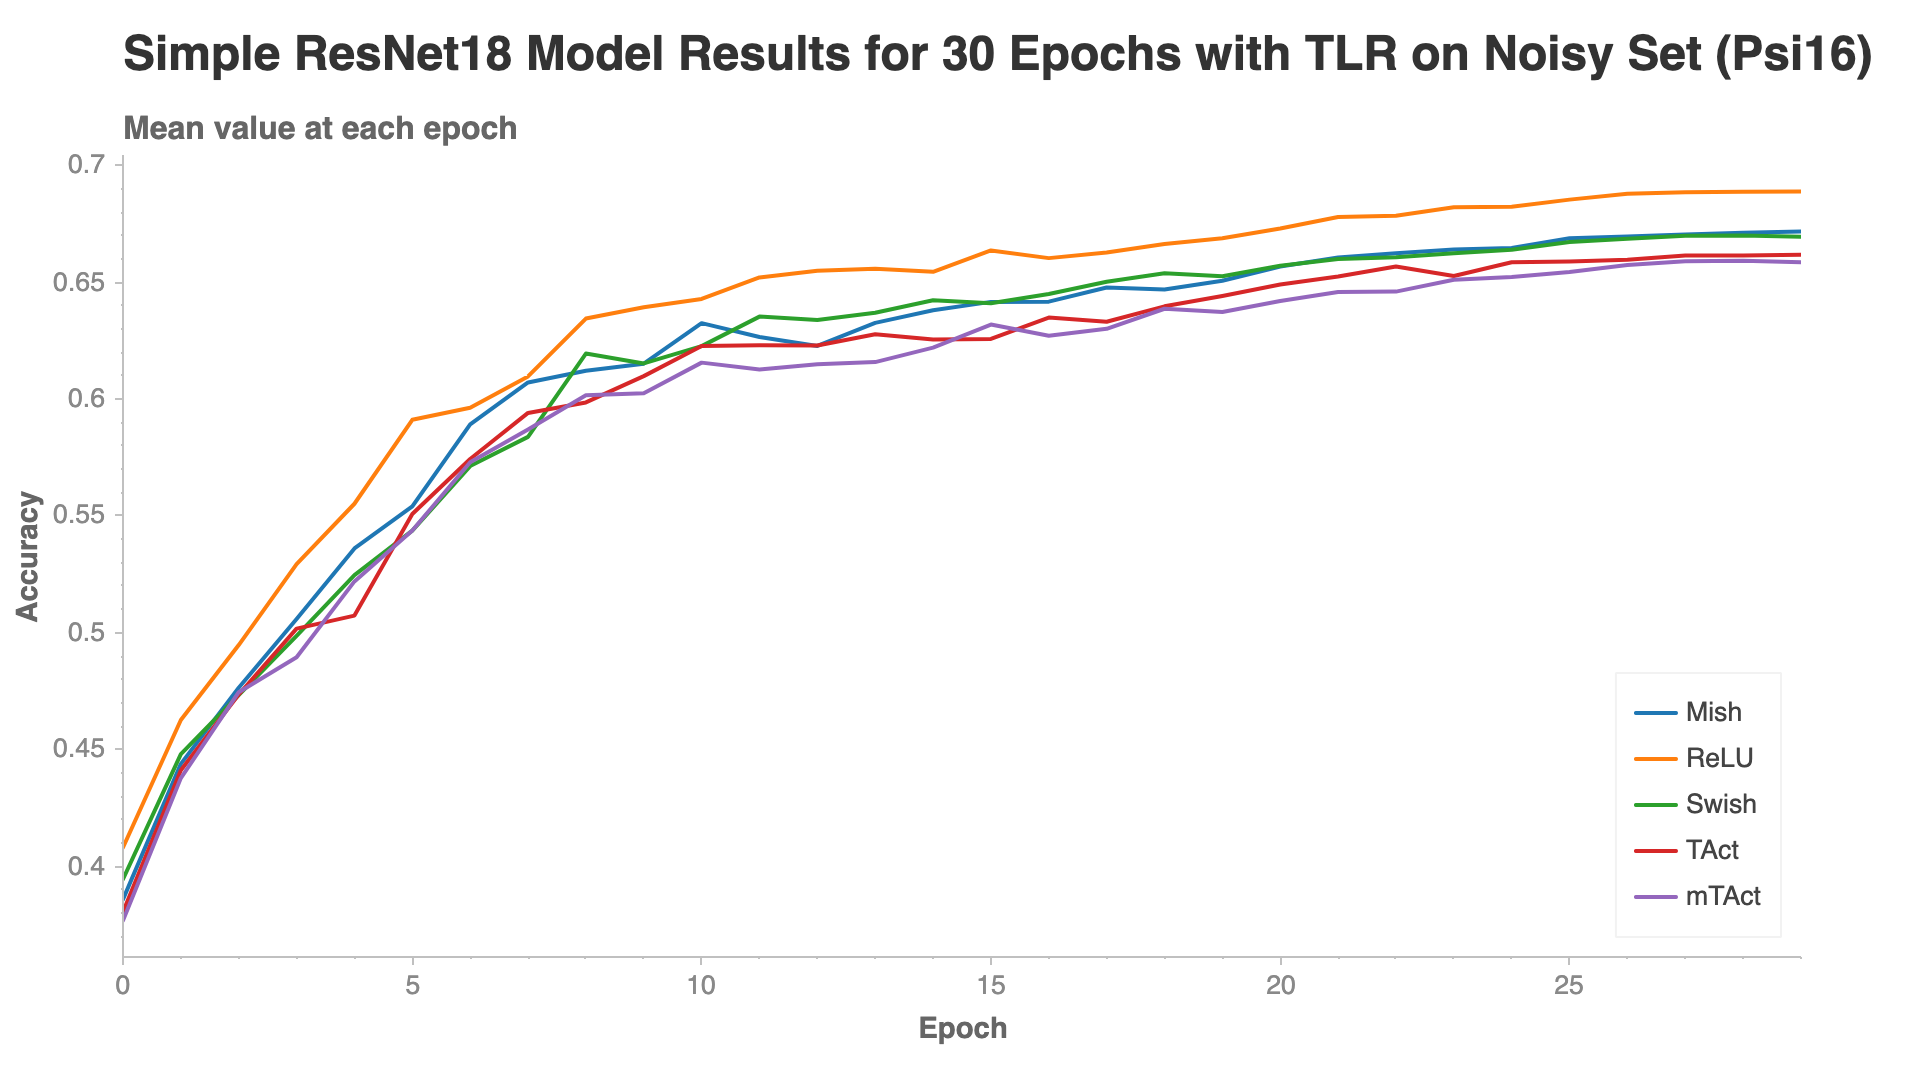 Simple ResNet18 Model Results for 30 Epochs with TLR on Noisy Set (Psi16)
Mean value at each epoch
0.7
0.65
0.6
0.55
0.5
0.45
0.4
Accuracy
0 5 10 15 20 25
Epoch
Mish
ReLU
Swish
TAct
mTAct